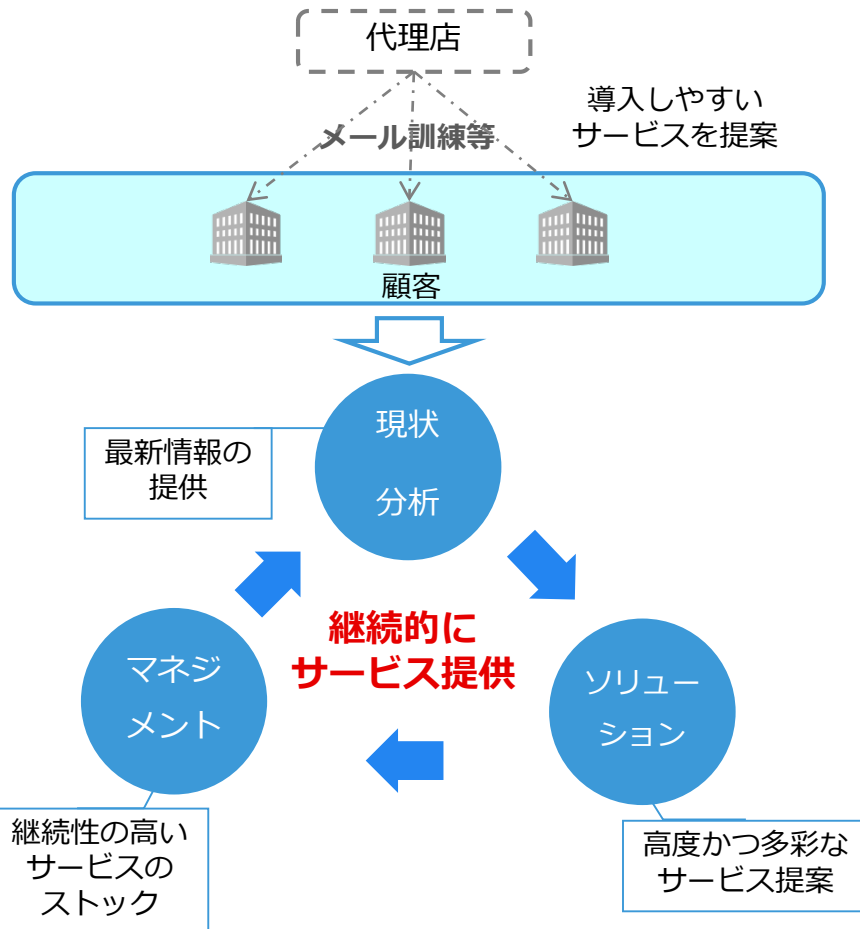 代理店
導入しやすい
サービスを提案
メール訓練等
顧客
現状
分析
最新情報の
提供
継続的に
サービス提供
マネジ
メント
ソリュー
ション
継続性の高い
サービスの
ストック
高度かつ多彩な
サービス提案